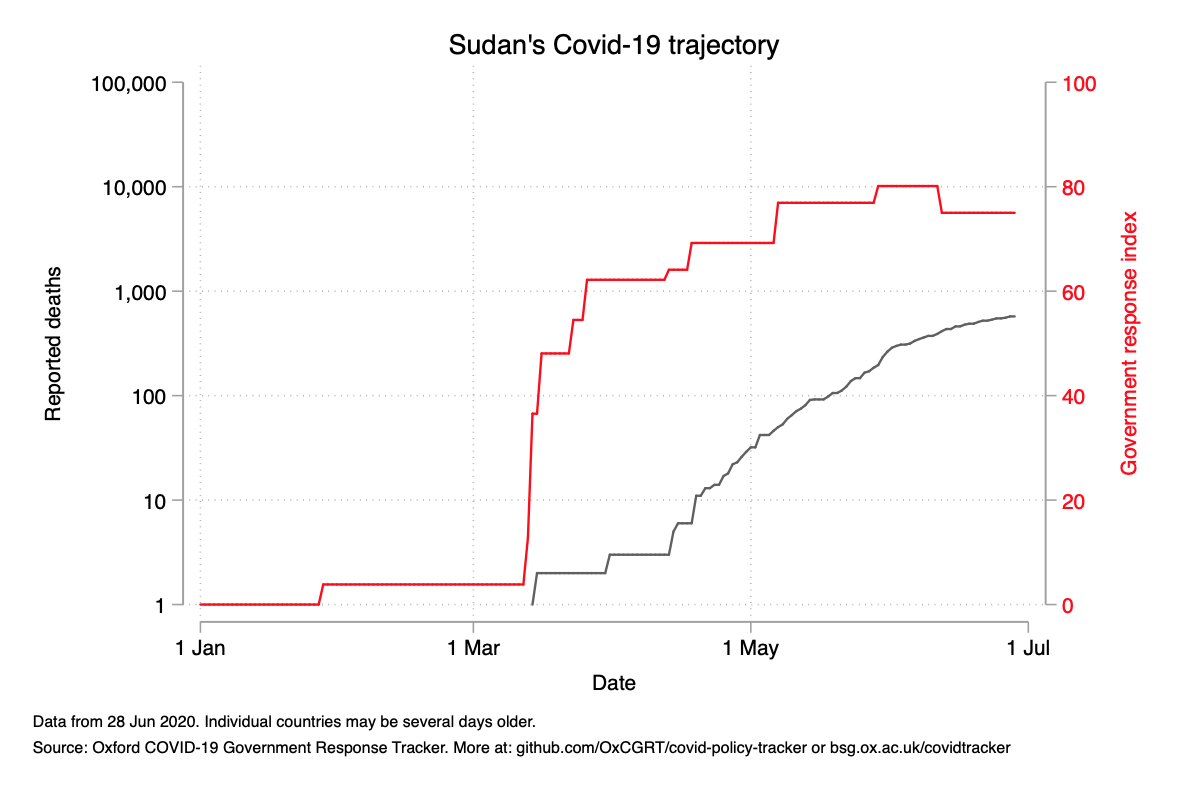 Sudan's Covid-19 trajectory
100,000
10,000
1,000
100
10
1
Reported deaths
100
80
60
40
20
0
Government response index
1 Jan
1 Mar
1 May
1 Jul
Date
Data from 28 Jun 2020. Individual countries may be several days older.
Source: Oxford COVID-19 Government Response Tracker. More at: github.com/OxCGRT/covid-policy-tracker or bsg.ox.ac.uk/covidtracker